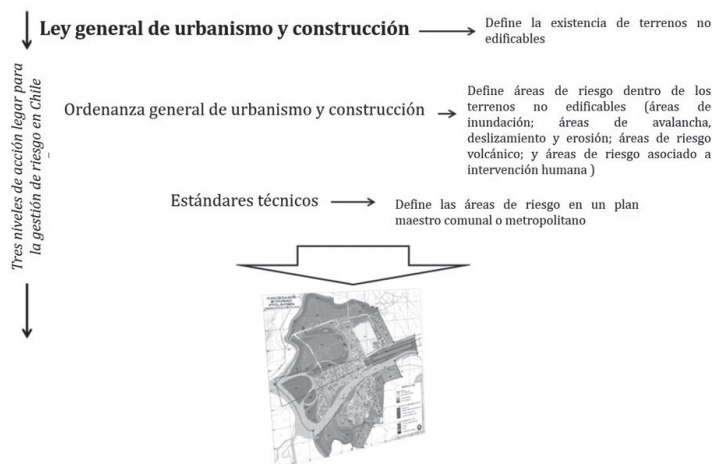 Ley general de urbanismo y construcción
Define la existencia de terrenos no
edificables
Ordenanza general de urbanismo y construcción
Define áreas de riesgo dentro de los
terrenos no edificables (áreas de
inundación; áreas de avalancha,
deslizamiento y erosión; áreas de riesgo
volcánico; y áreas de riesgo asociado a
intervención humana )
Estándares técnicos
Define las áreas de riesgo en un plan
maestro comunal o metropolitano
Tres niveles de acción legar para
la gestión de riesgo en Chile